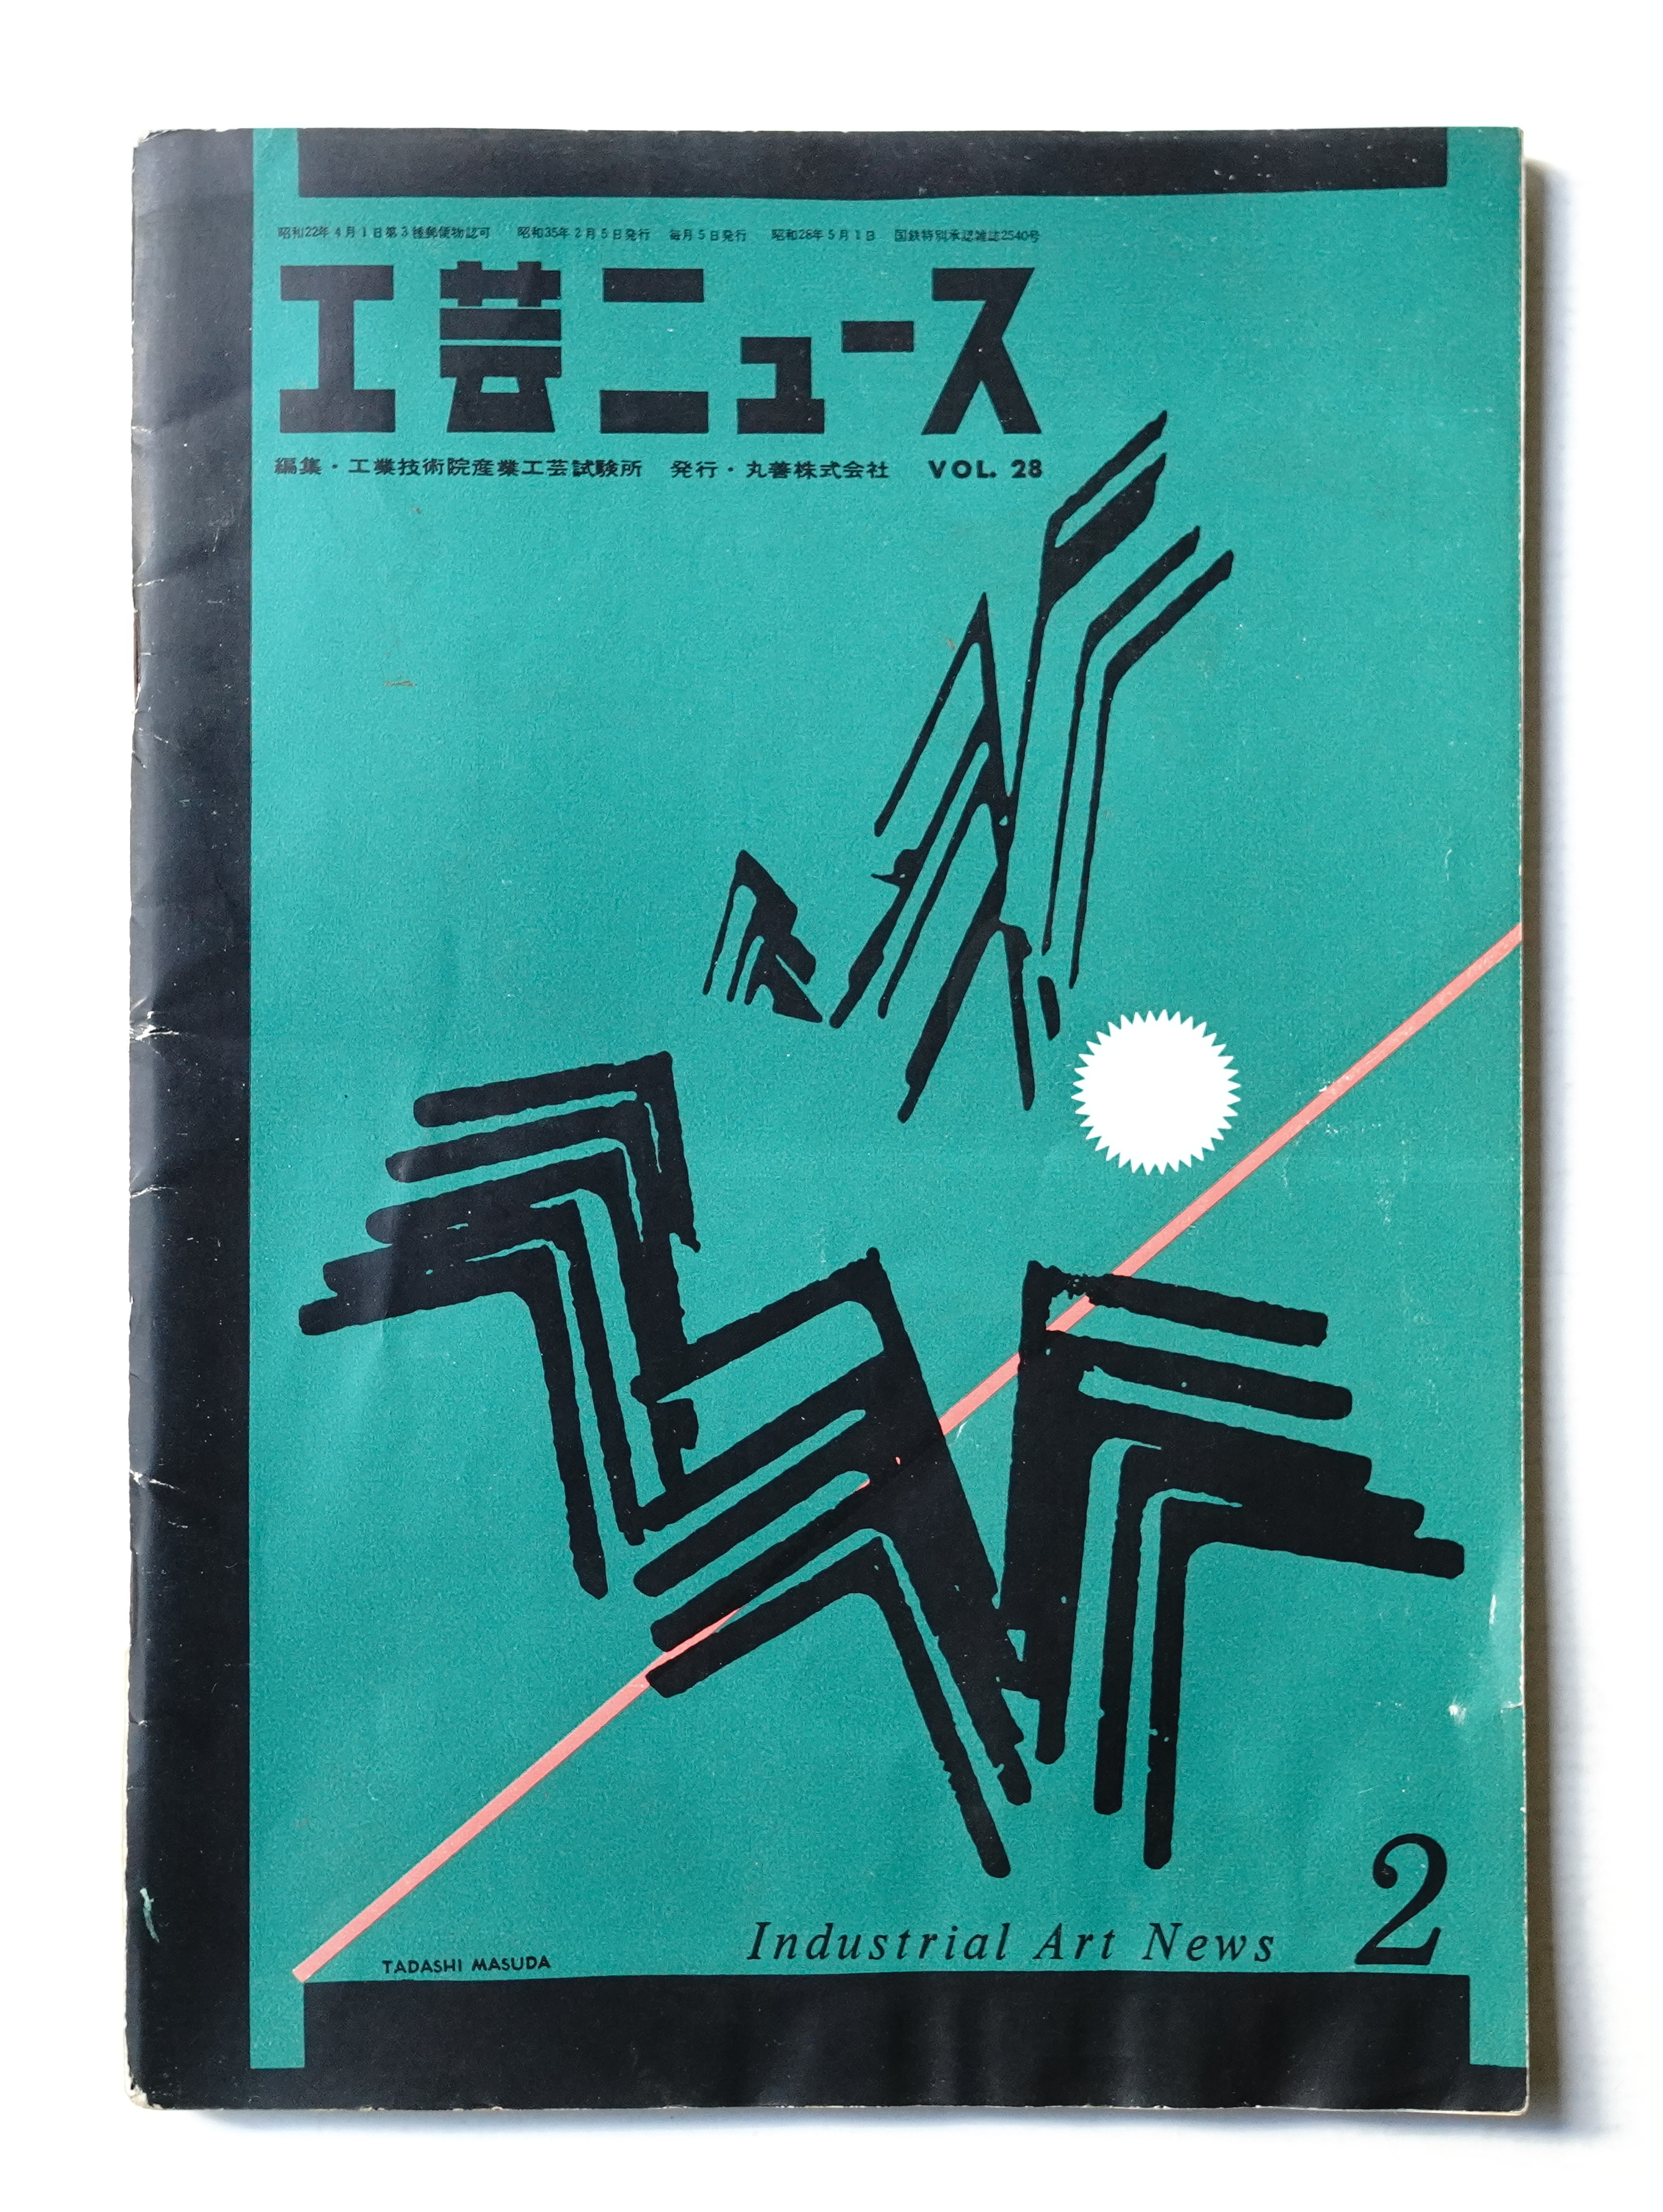 昭和22年4月1日第3種郵便物認可　昭和35年2月5日発行　毎月5日発行　昭和28年5月1日　国鉄特別承認雑誌2540号
工芸ニュース
編集・工業技術院産業工芸試験所　発行・丸善株式会社　VOL. 28
2
Industrial Art News
TADASHI MASUDA